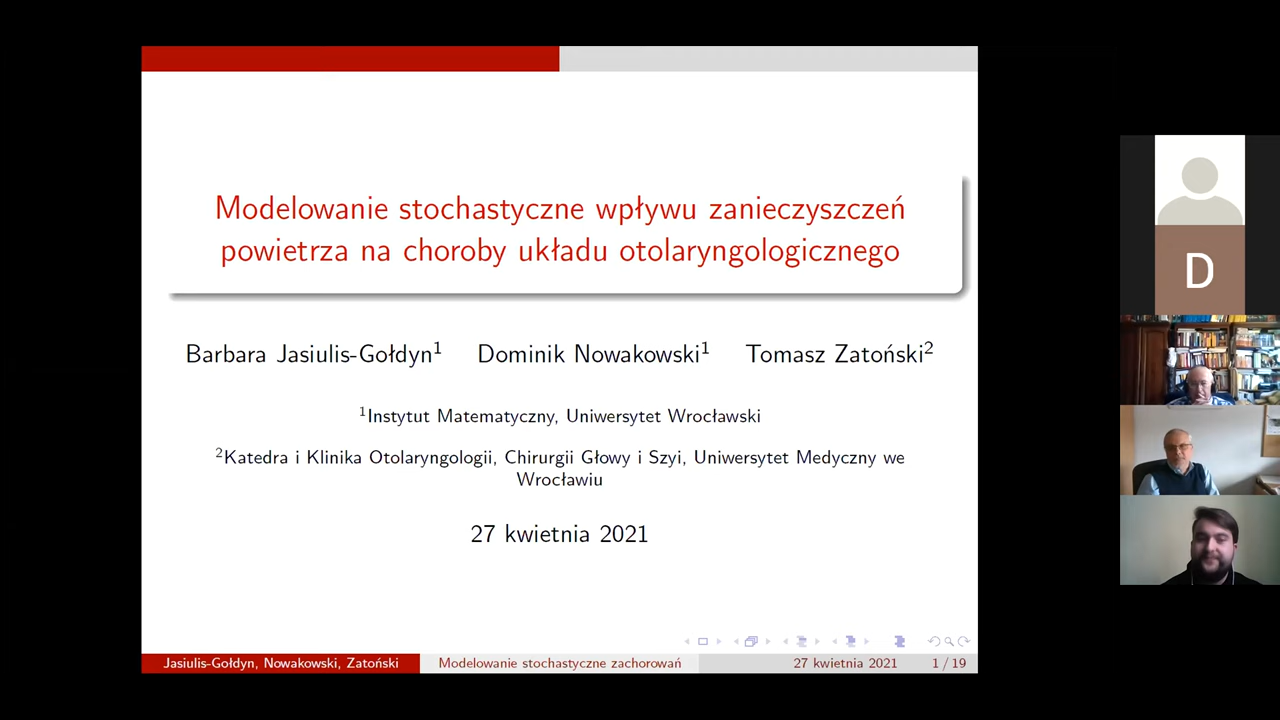 Modelowanie stochastyczne wpływu zanieczyszczeń
powietrza na choroby układu otolaryngologicznego
Barbara Jasiulis-Gołdyn¹ Dominik Nowakowski¹ Tomasz Zatoński²
¹Instytut Matematyczny, Uniwersytet Wrocławski
²Katedra i Klinika Otolaryngologii, Chirurgii Głowy i Szyi, Uniwersytet Medyczny we
Wrocławiu
27 kwietnia 2021
Jasiulis-Gołdyn, Nowakowski, Zatoński Modelowanie stochastyczne zachorowań 27 kwietnia 2021 1 / 19
D